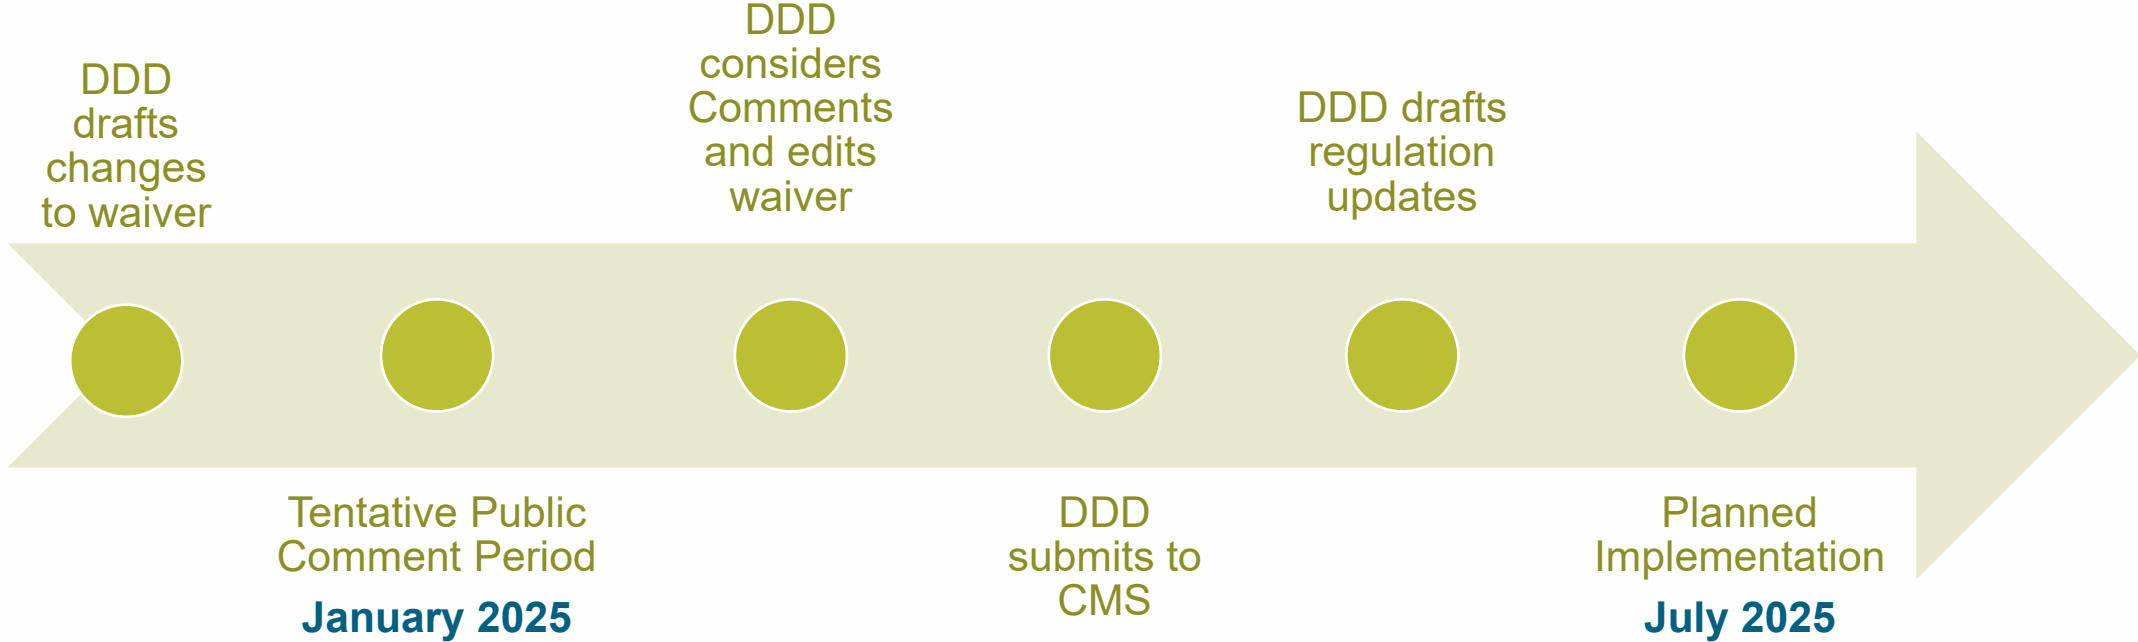 DDD
drafts
changes
to waiver
Tentative Public
Comment Period
January 2025
DDD
considers
Comments
and edits
waiver
DDD
submits to
CMS
DDD drafts
regulation
updates
Planned
Implementation
July 2025